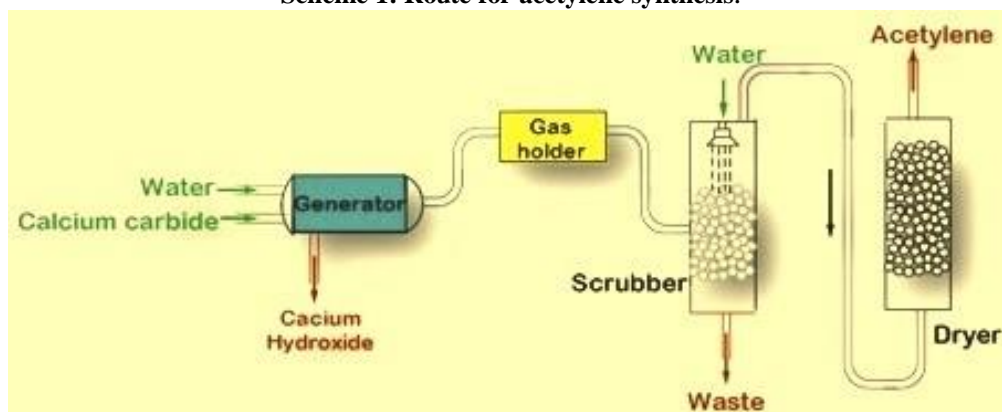 Scheme 1: Route for acetylene synthesis.
Acetylene
Water
Gas
holder
Water
Calcium carbide
Generator
Scrubber
Cacium
Hydroxide
Dryer
Waste